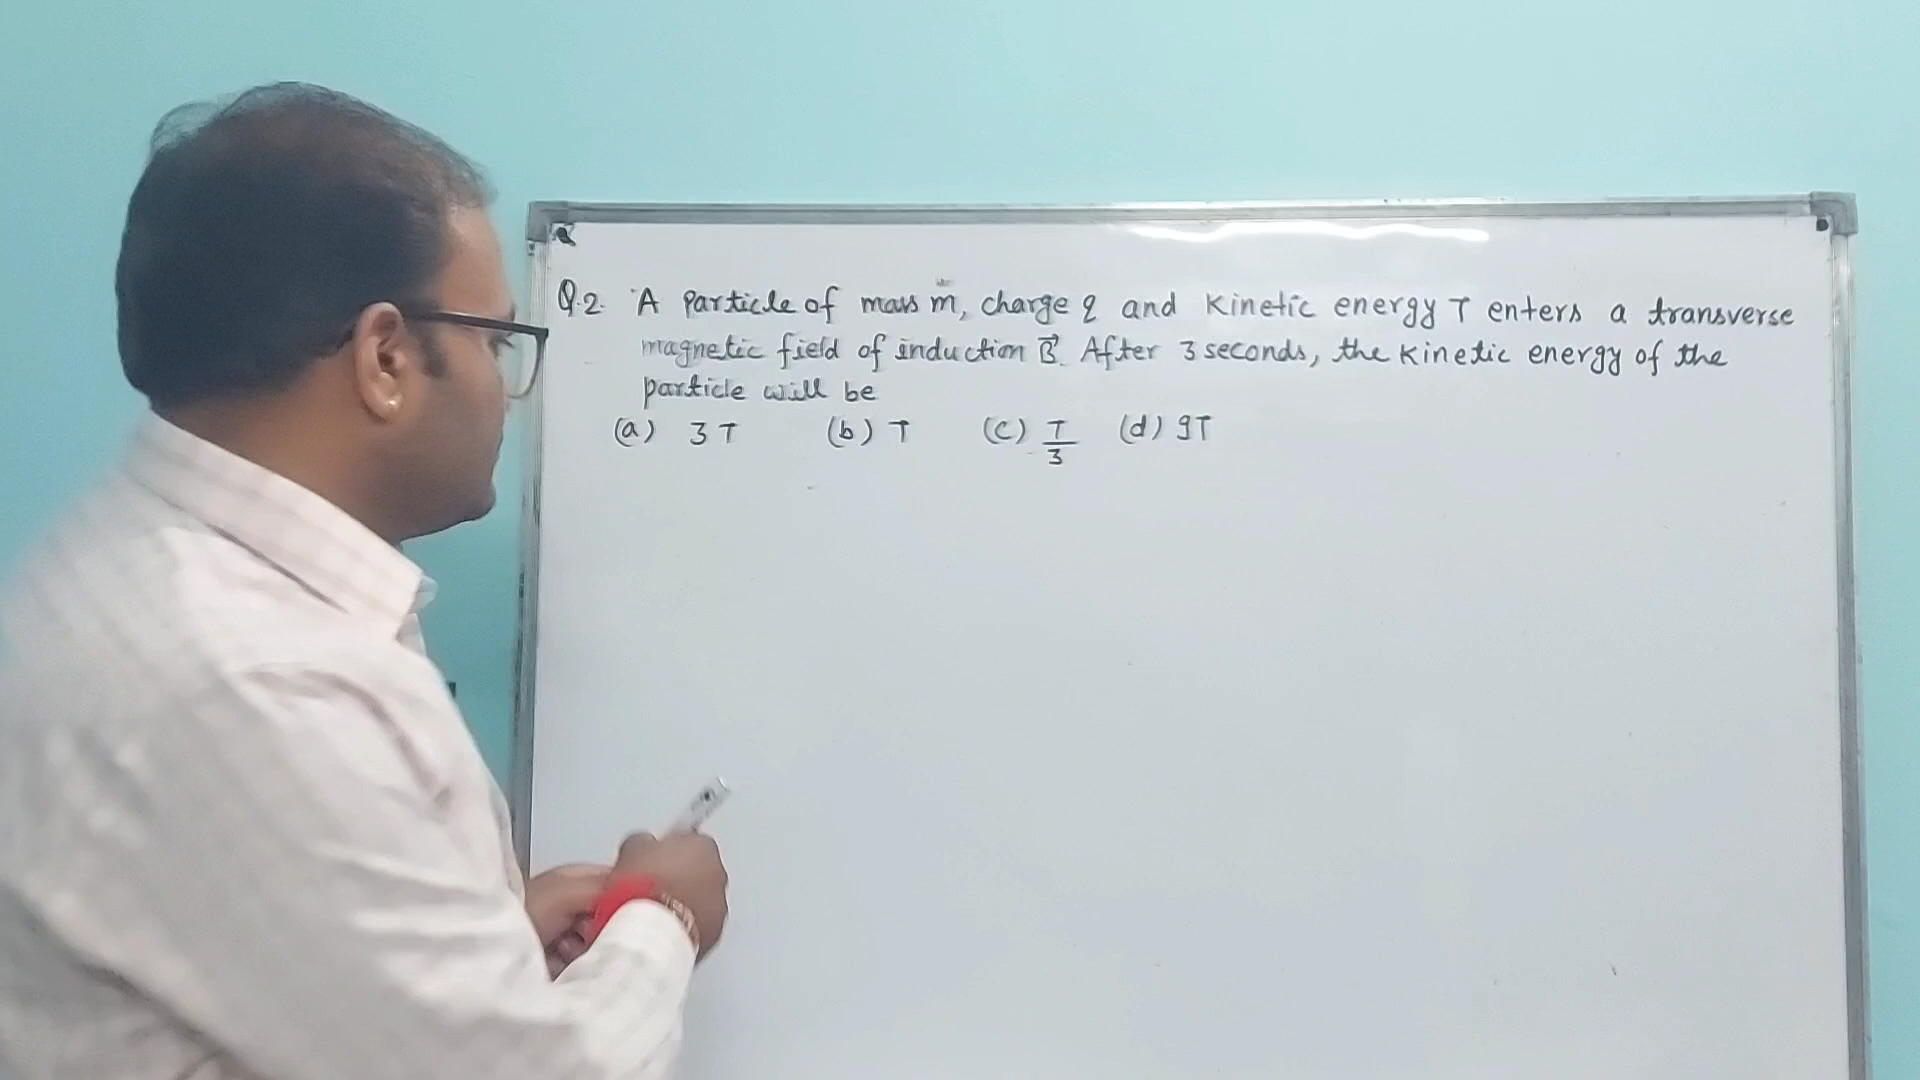 Q.2. A particle of mass m, charge q and Kinetic energy T enters a transverse
magnetic field of induction B⃗. After 3 seconds, the Kinetic energy of the
particle will be
(a) 3T (b) T (c) T/3 (d) 9T